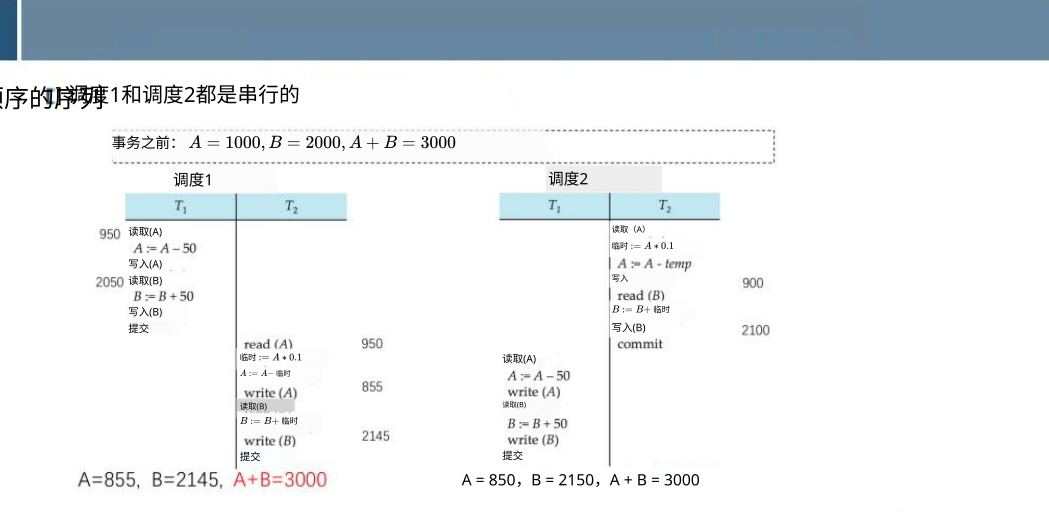 顺序的序列
调度1和调度2都是串行的
事务之前： A = 1000, B = 2000, A + B = 3000
调度1
T1 T2
950 读取(A)
A := A – 50
写入(A)
2050 读取(B)
B := B + 50
写入(B)
提交
read (A) 950
临时 := A * 0.1
A := A− 临时
write (A) 855
读取(B)
B := B+ 临时
write (B) 2145
提交
A=855, B=2145, A+B=3000
调度2
T1 T2
读取（A）
临时 := A * 0.1
A := A - temp
写入 900
read (B)
B := B+ 临时
写入(B) 2100
commit
读取(A)
A := A – 50
write (A)
读取(B)
B := B + 50
write (B)
提交
A = 850，B = 2150，A + B = 3000